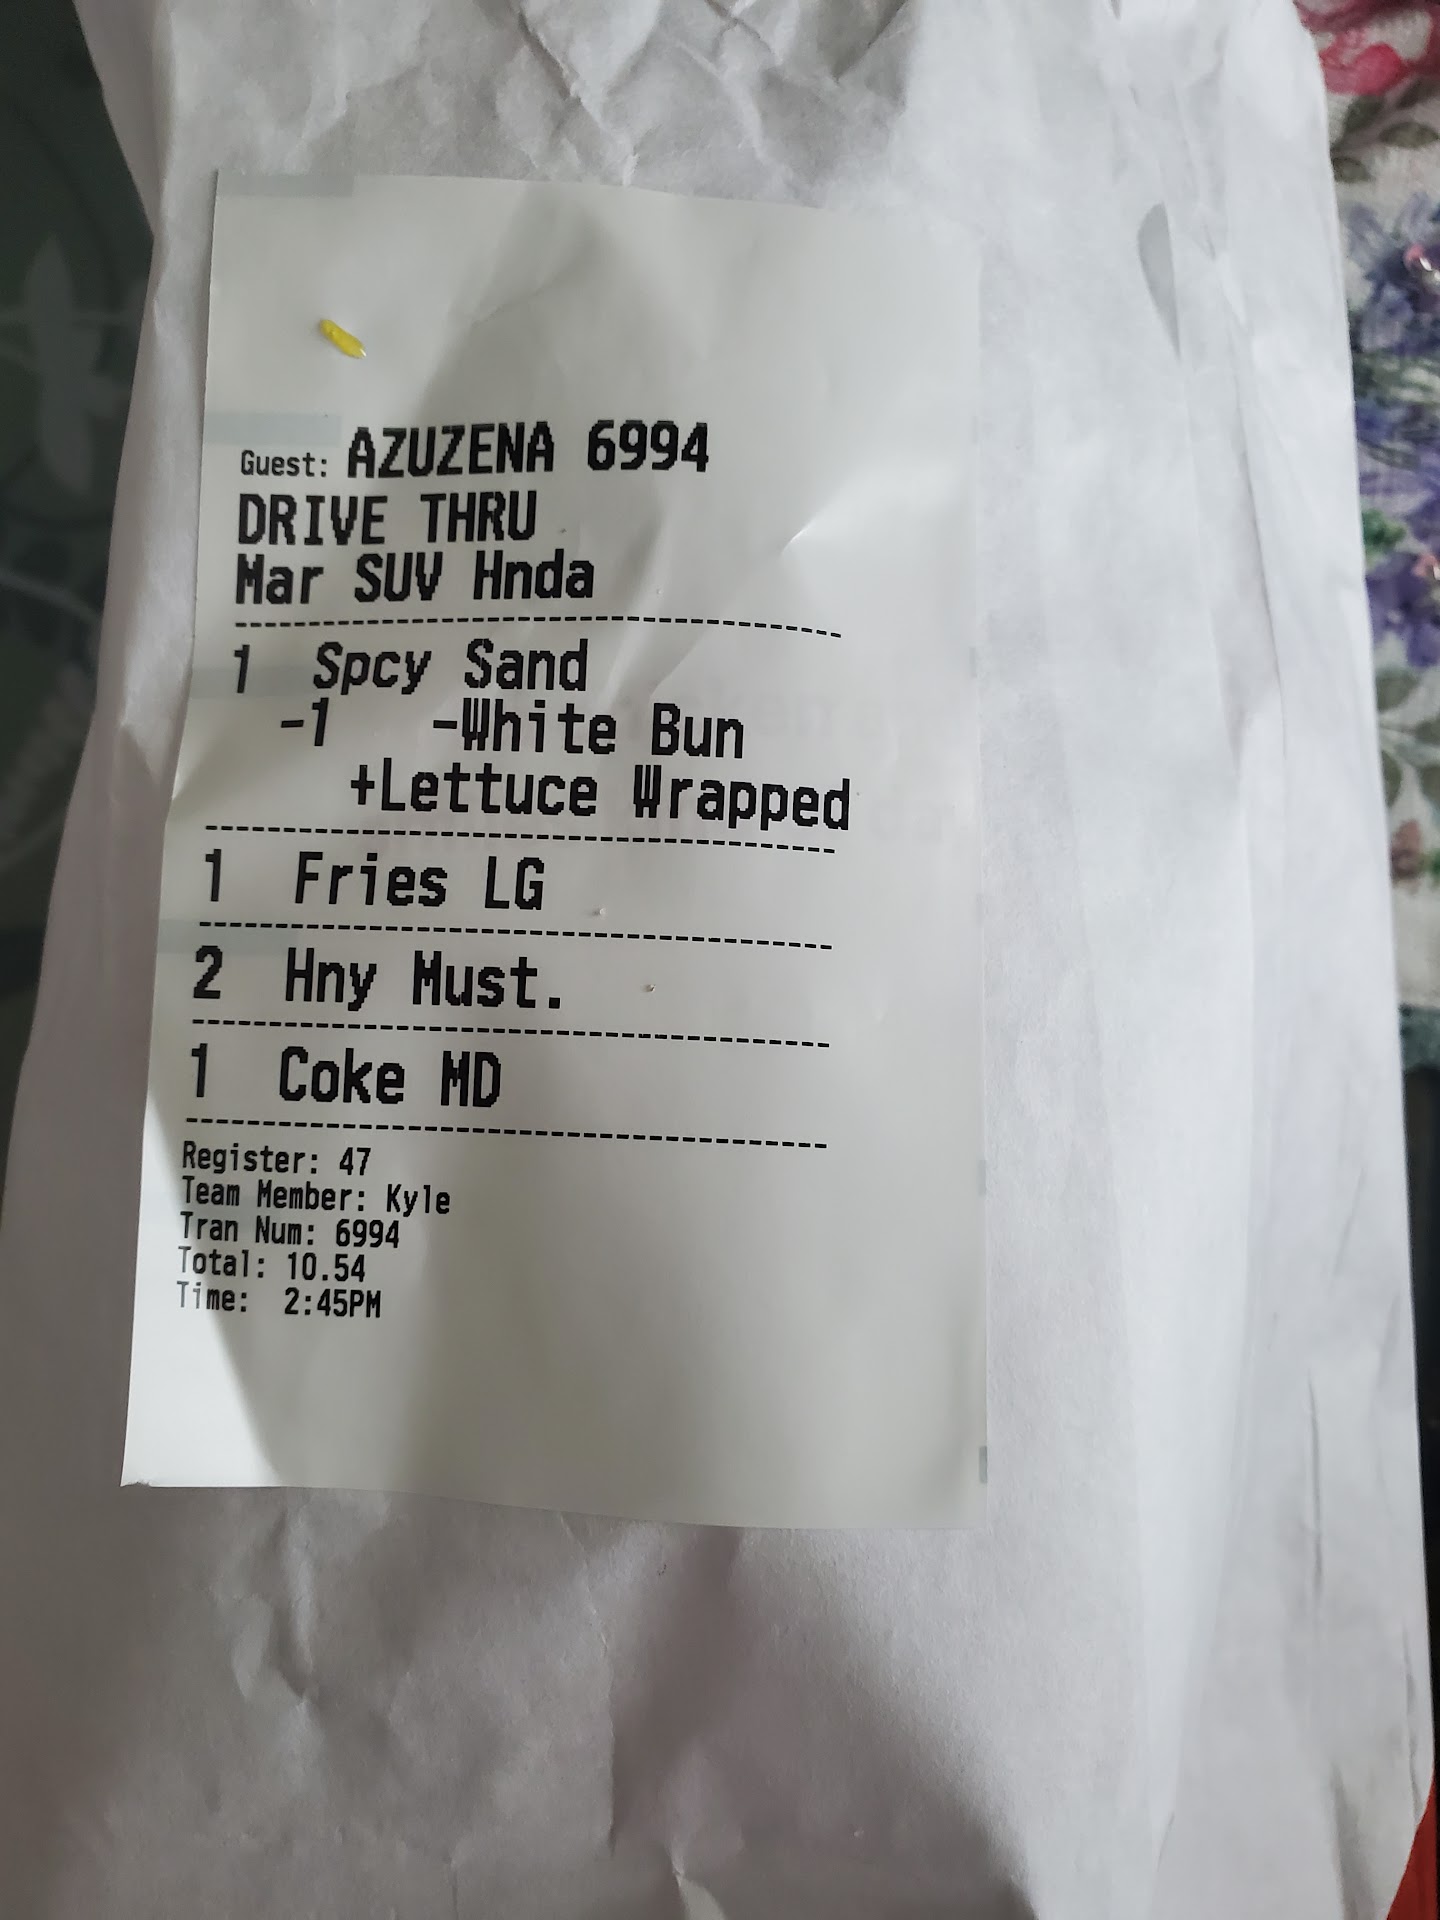 Guest: AZUZENA 6994
DRIVE THRU
Mar SUV Hnda
1 Spcy Sand
-1 -White Bun
+Lettuce Wrapped
1 Fries LG
2 Hny Must.
1 Coke MD
Register: 47
Team Member: Kyle
Tran Num: 6994
Total: 10.54
Time: 2:45PM